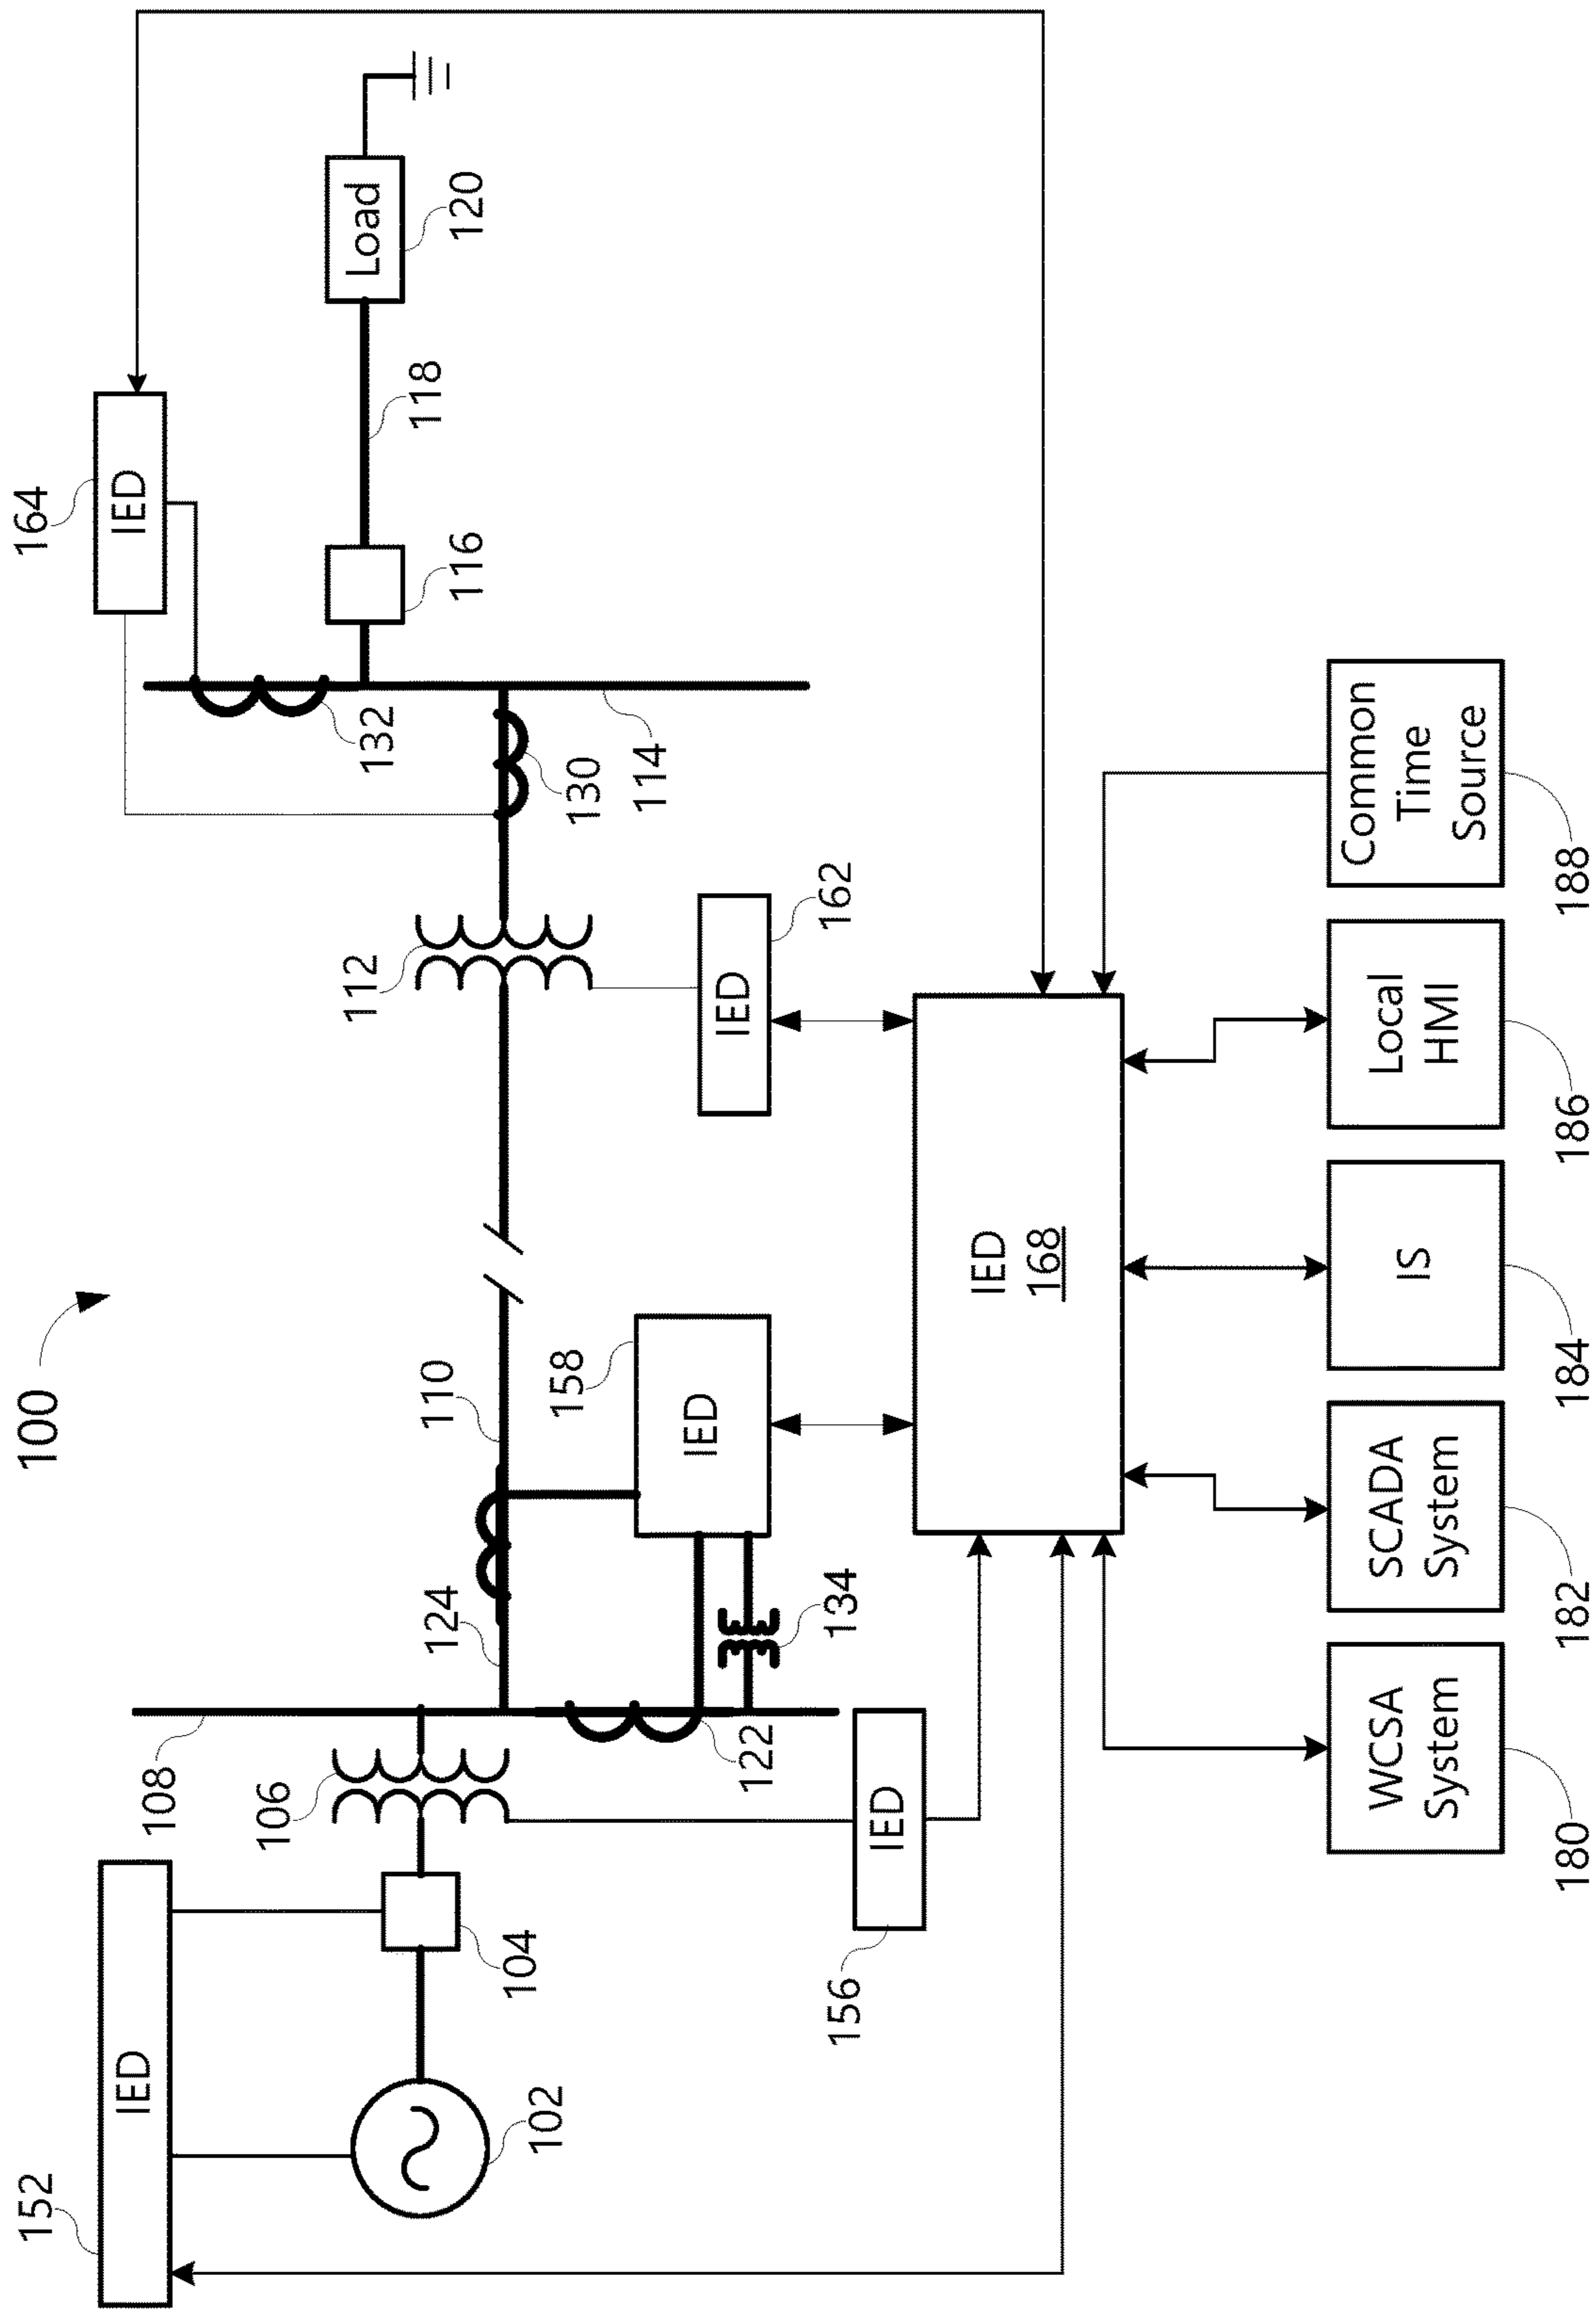 100
152
IED
102
104
106
108
124
110
122
134
158
IED
156
IED
112
162
IED
130
114
132
164
IED
116
118
Load
120
IED
168
WCSA
System
180
SCADA
System
182
IS
184
Local
HMI
186
Common
Time
Source
188